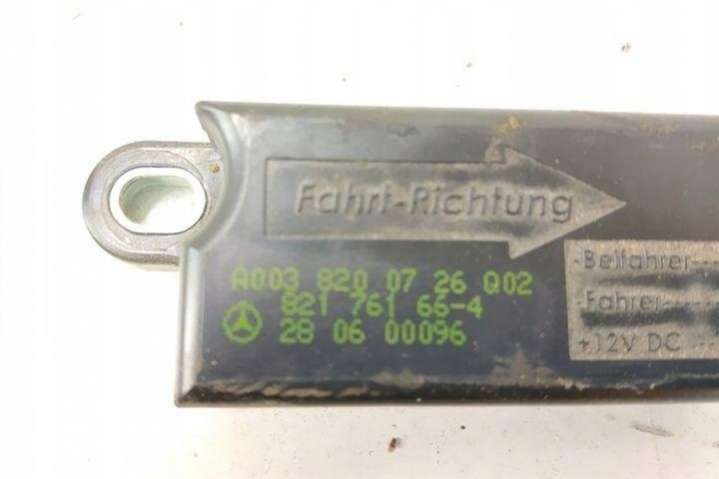 Fahrt-Richtung
A003 820 07 26 Q02
821 761 66-4
28 06 00096
-Beifahrer---
-Fahrer----
+12V DC ---